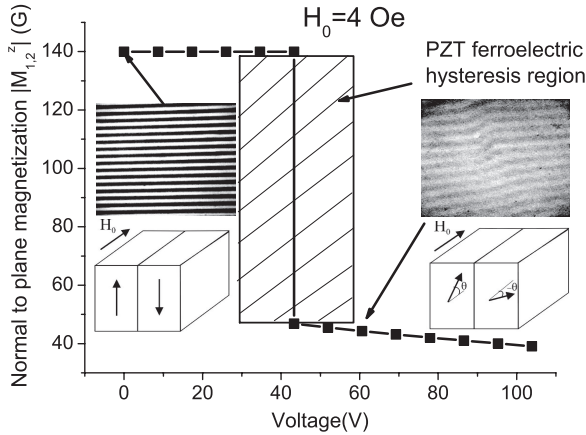 H₀=4 Oe
Normal to plane magnetization |M₁,₂ᶻ| (G)
140
120
100
80
60
40
PZT ferroelectric
hysteresis region
H₀
H₀
θ
-θ
0
20
40
60
80
100
Voltage(V)